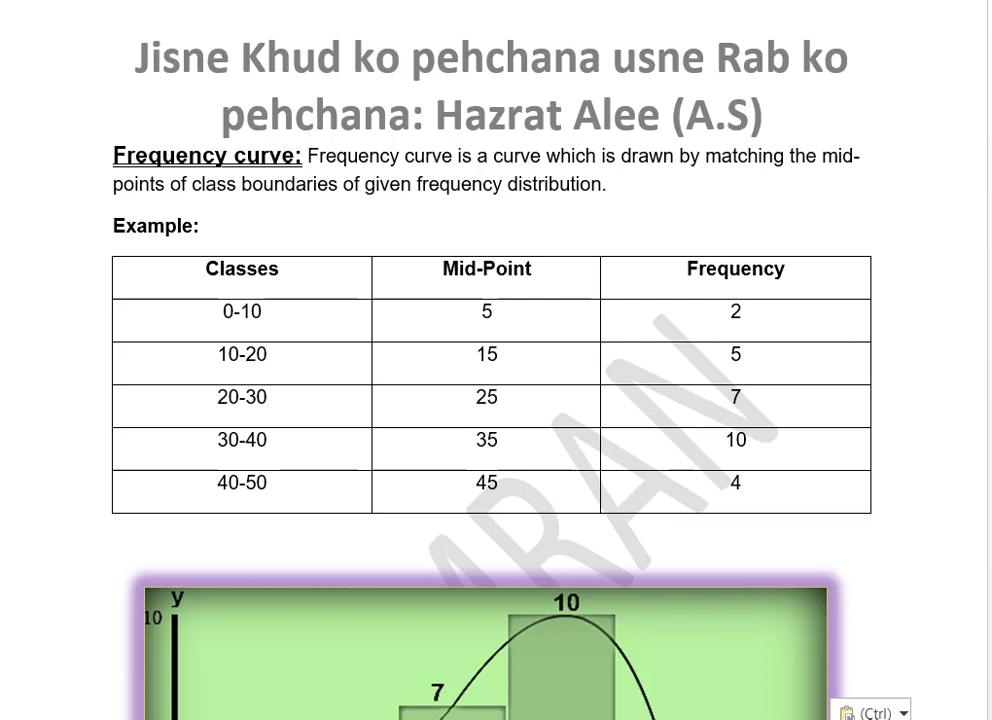 Jisne Khud ko pehchana usne Rab ko
pehchana: Hazrat Alee (A.S)
Frequency curve: Frequency curve is a curve which is drawn by matching the mid-
points of class boundaries of given frequency distribution.
Example:
Classes Mid-Point Frequency
0-10 5 2
10-20 15 5
20-30 25 7
30-40 35 10
40-50 45 4
ARAN
y
10
10
7
(Ctrl)